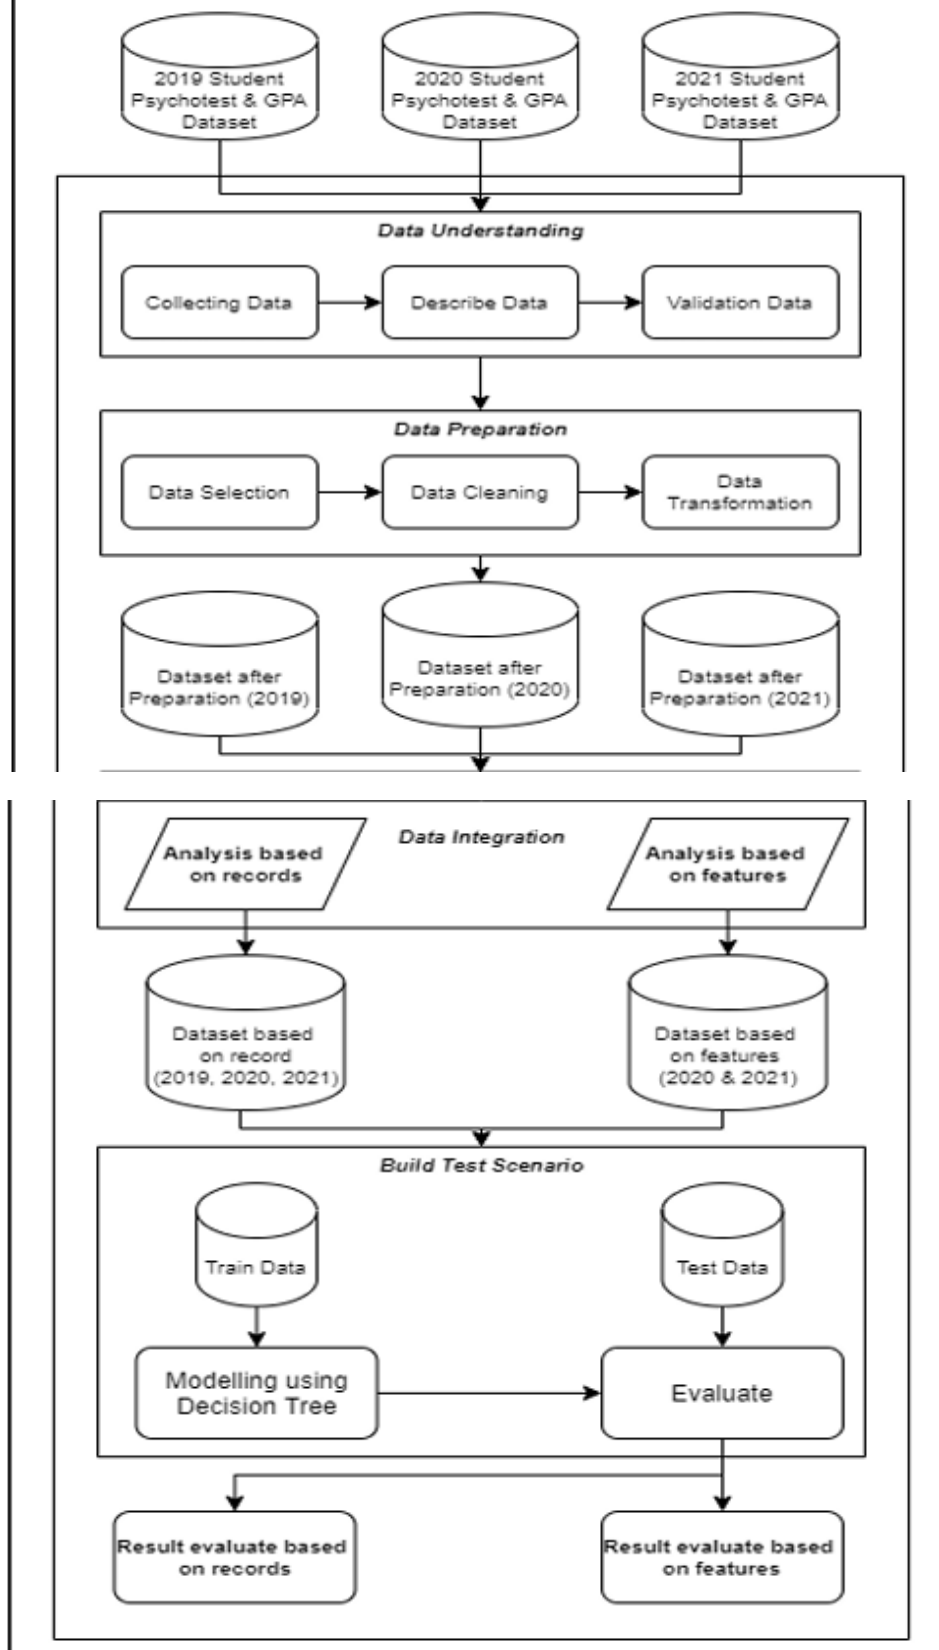 2019 Student
Psychotest & GPA
Dataset
2020 Student
Psychotest & GPA
Dataset
2021 Student
Psychotest & GPA
Dataset
Data Understanding
Collecting Data
Describe Data
Validation Data
Data Preparation
Data Selection
Data Cleaning
Data
Transformation
Dataset after
Preparation (2019)
Dataset after
Preparation (2020)
Dataset after
Preparation (2021)
Data Integration
Analysis based
on records
Analysis based
on features
Dataset based
on record
(2019, 2020, 2021)
Dataset based
on features
(2020 & 2021)
Build Test Scenario
Train Data
Test Data
Modelling using
Decision Tree
Evaluate
Result evaluate based
on records
Result evaluate based
on features